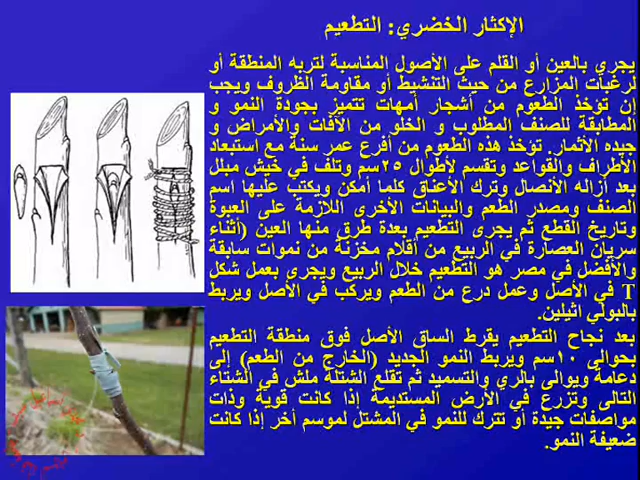 الإكثار الخضري: التطعيم
يجري بالعين أو القلم على الأصول المناسبة لتربه المنطقة أو
لرغبات المزارع من حيث التنشيط أو مقاومة الظروف ويجب
أن تؤخذ الطعوم من أشجار أمهات تتميز بجودة النمو و
المطابقة للصنف المطلوب و الخلو من الآفات والأمراض و
جيده الاثمار. تؤخذ هذه الطعوم من أفرع عمر سنة مع استبعاد
الأطراف والقواعد وتقسم لأطوال ٢٥سم وتلف في خيش مبلل
بعد أزاله الأنصال وترك الأعناق كلما أمكن ويكتب عليها اسم
الصنف ومصدر الطعم والبيانات الأخرى اللازمة على العبوة
وتاريخ القطع ثم يجرى التطعيم بعدة طرق منها العين (أثناء
سريان العصارة في الربيع من أقلام مخزنة من نموات سابقة
والأفضل في مصر هو التطعيم خلال الربيع ويجرى بعمل شكل
T في الأصل وعمل درع من الطعم ويركب في الأصل ويربط
بالبولي اثيلين.
بعد نجاح التطعيم يقرط الساق الأصل فوق منطقة التطعيم
بحوالي ١٠سم ويربط النمو الجديد (الخارج من الطعم) إلى
دعامة ويوالى بالري والتسميد ثم تقلع الشتلة ملش في الشتاء
التالى وتزرع في الأرض المستديمة إذا كانت قوية وذات
مواصفات جيدة أو تترك للنمو في المشتل لموسم أخر إذا كانت
ضعيفة النمو.